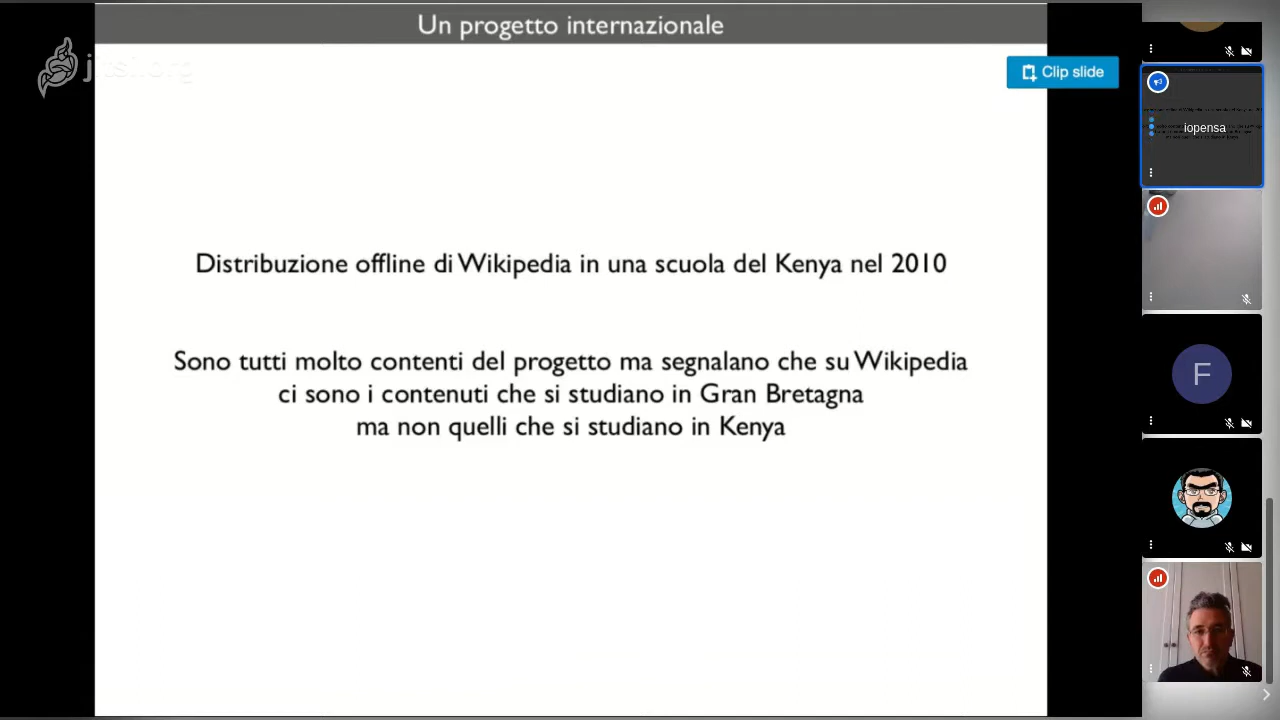 Un progetto internazionale
jitsi.org
Clip slide
iopensa
Distribuzione offline di Wikipedia in una scuola del Kenya nel 2010
Sono tutti molto contenti del progetto ma segnalano che su Wikipedia
ci sono i contenuti che si studiano in Gran Bretagna
ma non quelli che si studiano in Kenya
F